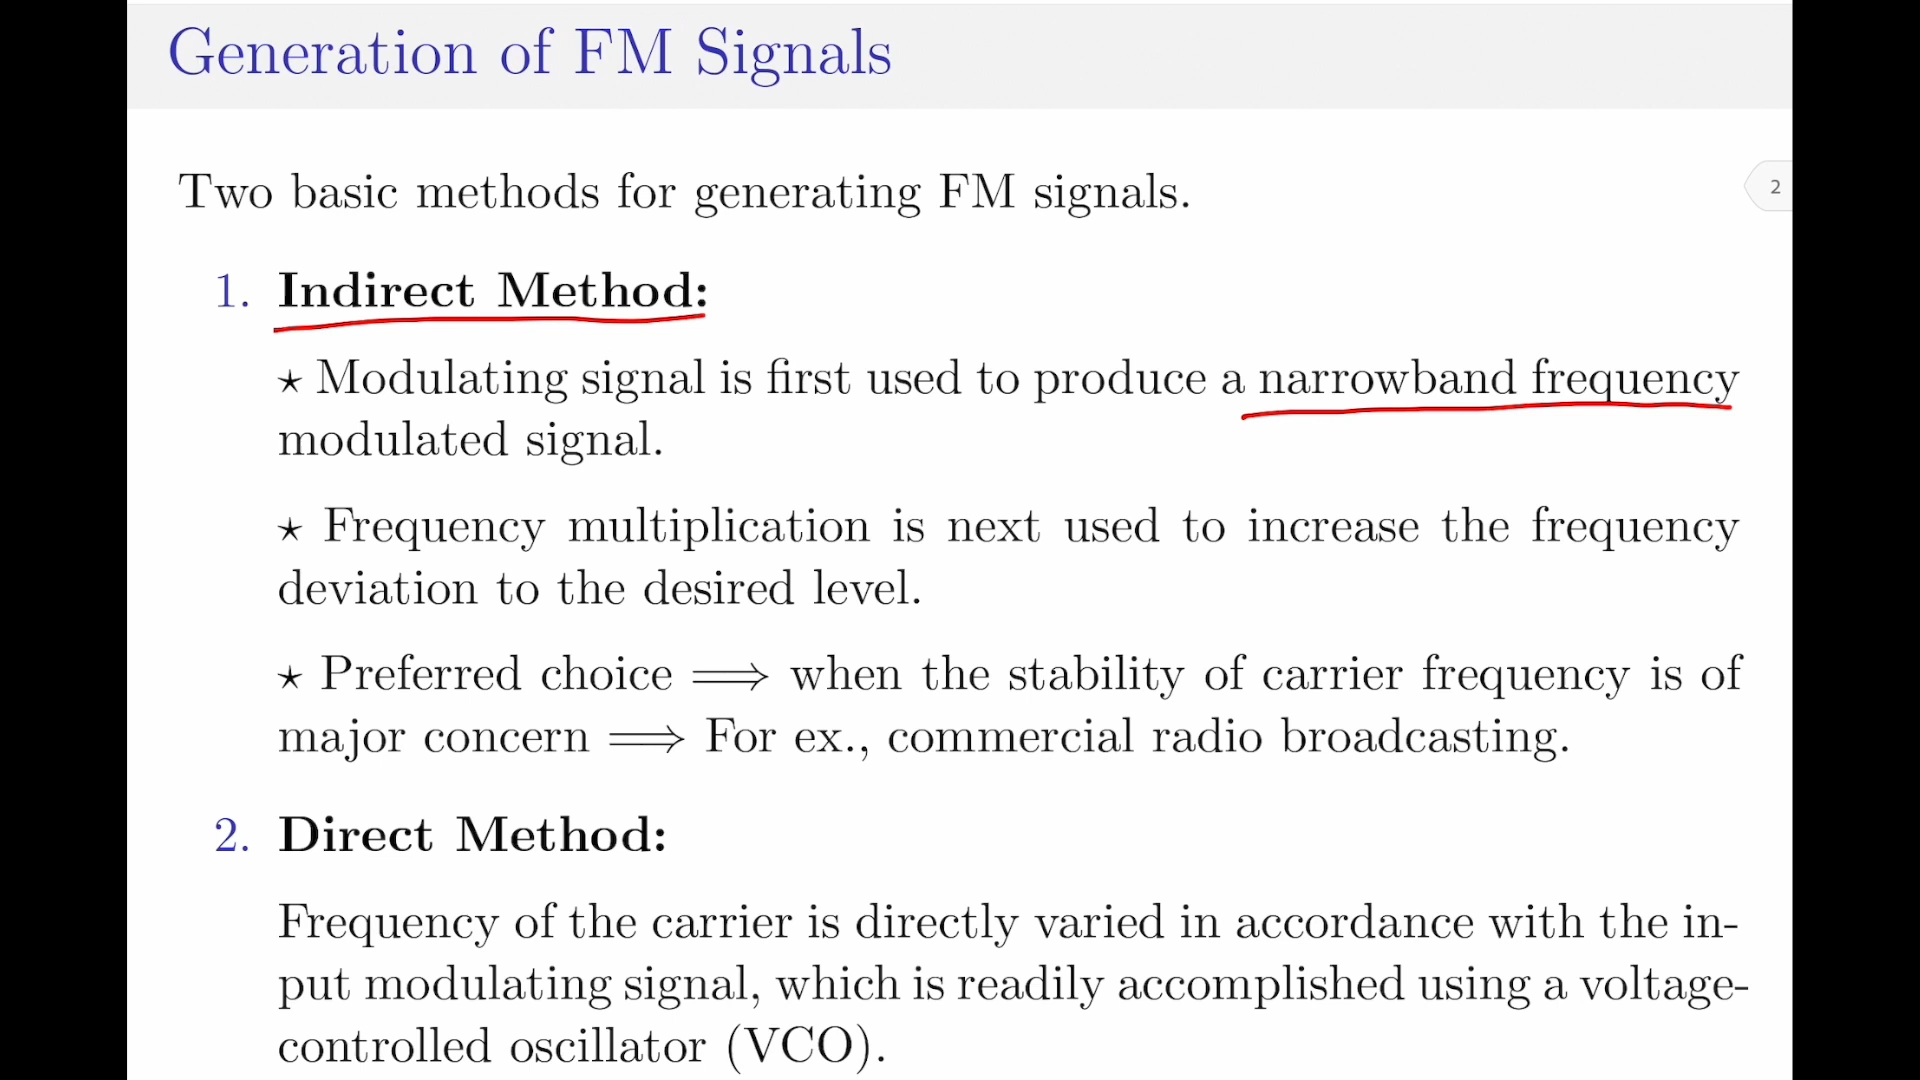 Generation of FM Signals
Two basic methods for generating FM signals.
2
1. Indirect Method:
⋆ Modulating signal is first used to produce a narrowband frequency
modulated signal.
⋆ Frequency multiplication is next used to increase the frequency
deviation to the desired level.
⋆ Preferred choice ⟹ when the stability of carrier frequency is of
major concern ⟹ For ex., commercial radio broadcasting.
2. Direct Method:
Frequency of the carrier is directly varied in accordance with the in-
put modulating signal, which is readily accomplished using a voltage-
controlled oscillator (VCO).